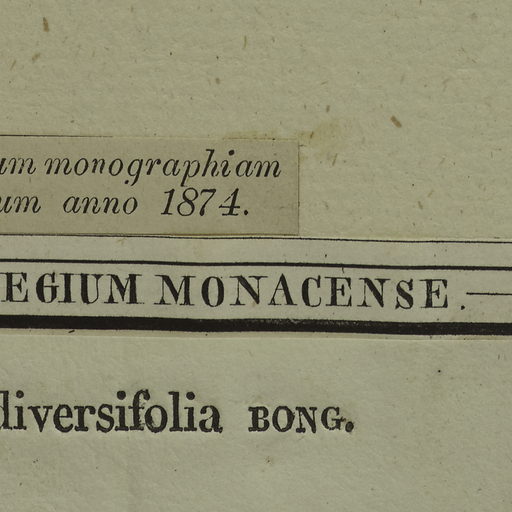 um monographiam
um anno 1874.
EGIUM MONACENSE.
diversifolia BONG.